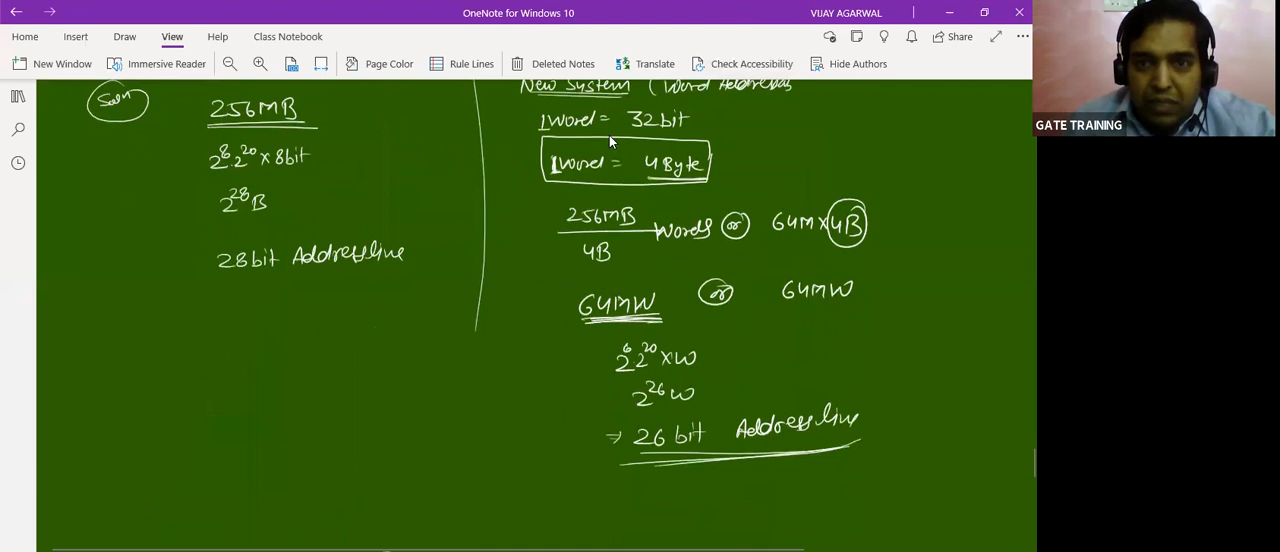 OneNote for Windows 10
VIJAY AGARWAL
Home Insert Draw View Help Class Notebook
Share
New Window Immersive Reader Page Color Rule Lines Deleted Notes Translate Check Accessibility Hide Authors
GATE TRAINING
Soln
256MB
2^8.2^20 x 8bit
2^28 B
28bit Addressline
New System (Word Address
1Word = 32bit
1Word = 4Byte
256MB / 4B Words or 64M x 4B
64MW or 64MW
2^6.2^20 x W
2^26 W
⇒ 26 bit Addressline